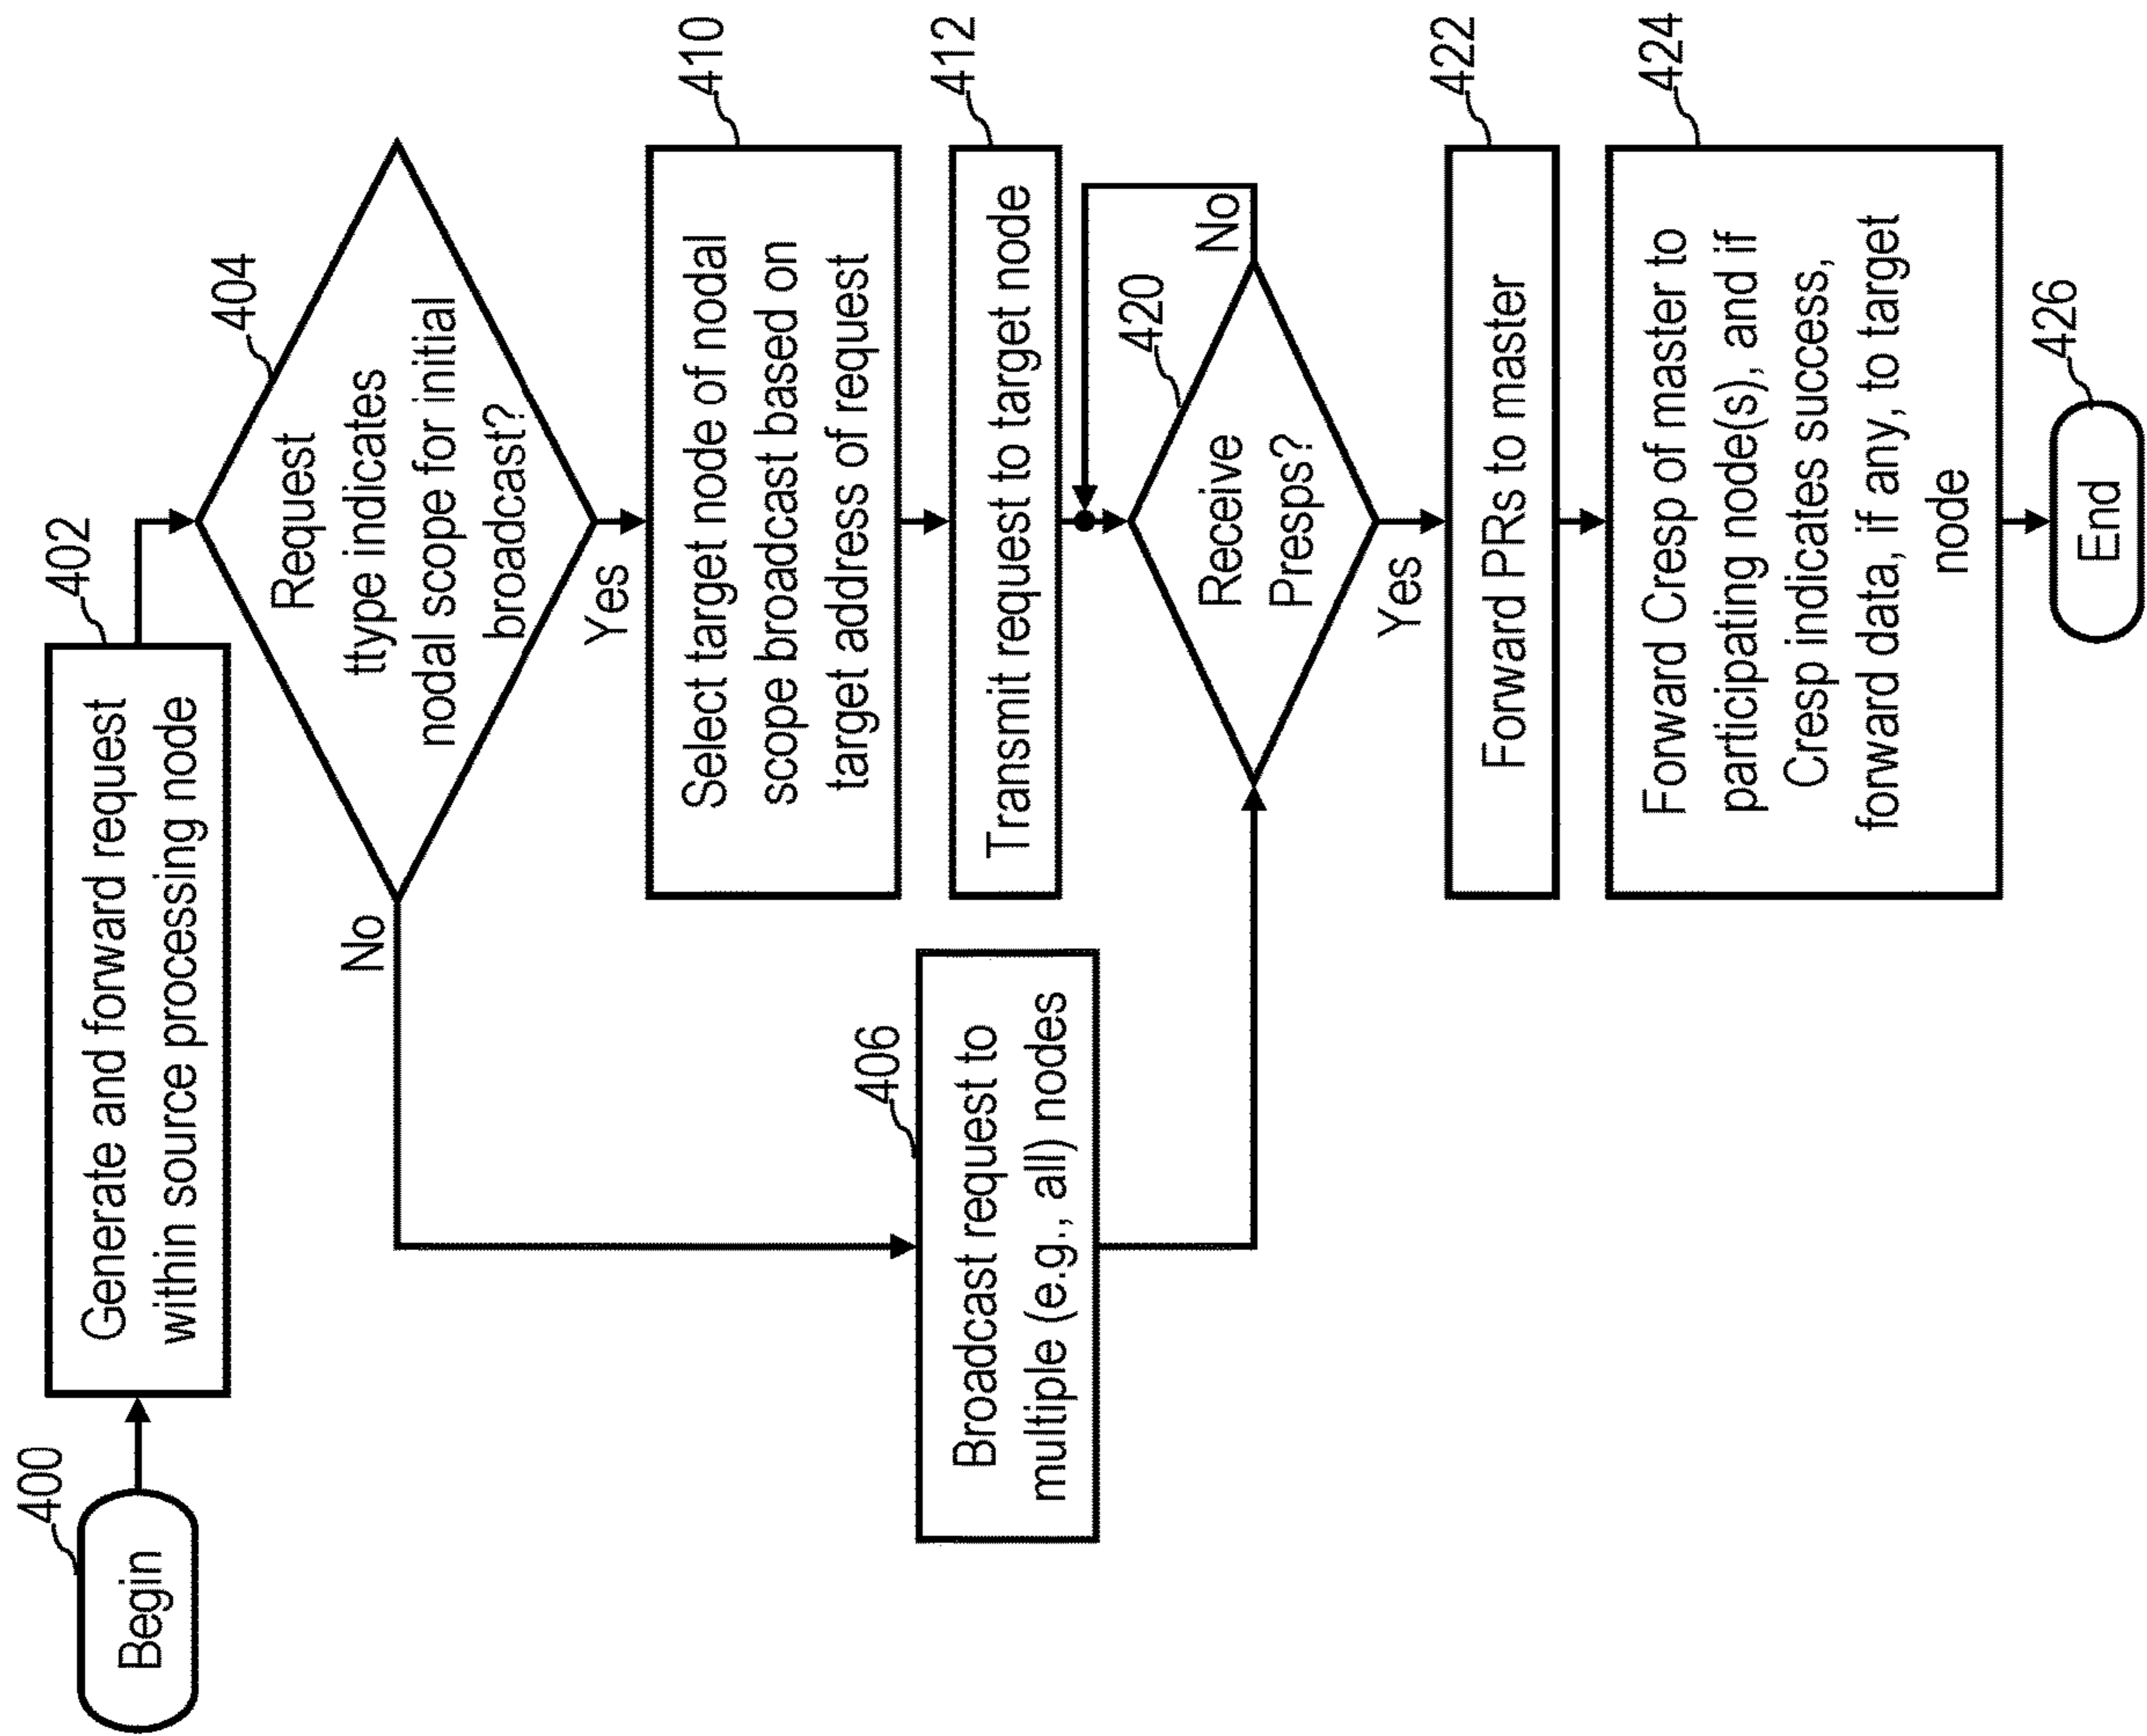 400
Begin
402
Generate and forward request
within source processing node
404
Request
ttype indicates
nodal scope for initial
broadcast?
No
Yes
406
Broadcast request to
multiple (e.g., all) nodes
410
Select target node of nodal
scope broadcast based on
target address of request
412
Transmit request to target node
420
Receive
Presps?
No
Yes
422
Forward PRs to master
424
Forward Cresp of master to
participating node(s), and if
Cresp indicates success,
forward data, if any, to target
node
426
End